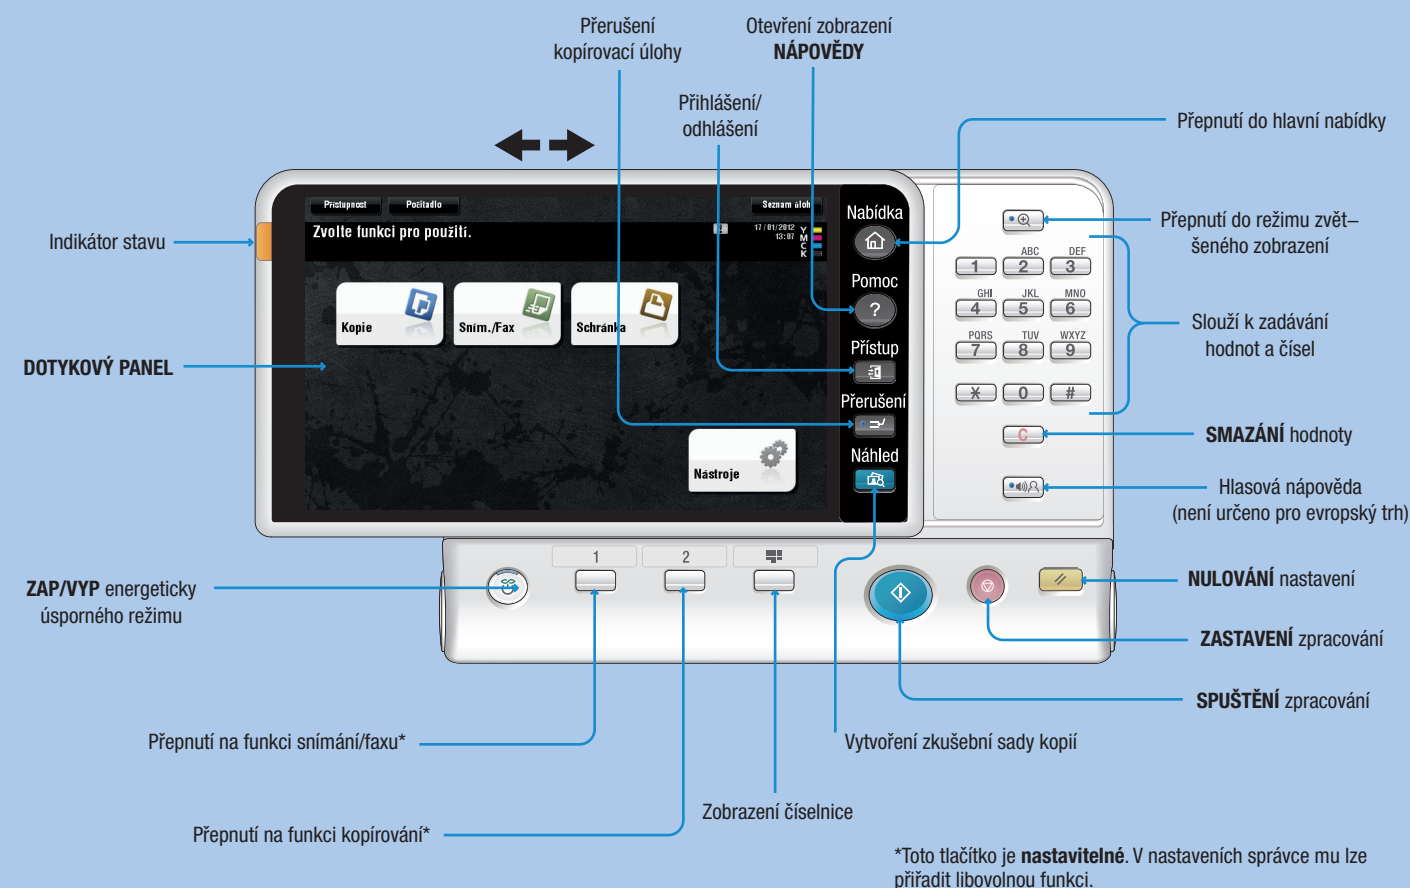 Přerušení
kopírovací úlohy
Otevření zobrazení
NÁPOVĚDY
Přihlášení/
odhlášení
Přepnutí do hlavní nabídky
Přístupnost
Počítadlo
Seznam úloh
Zvolte funkci pro použití.
17/01/2012
13:07
Y
M
C
K
Nabídka
Přepnutí do režimu zvět–
šeného zobrazení
Indikátor stavu
ABC
DEF
1
2
3
Pomoc
?
GHI
JKL
MNO
4
5
6
Kopie
Sním./Fax
Schránka
Slouží k zadávání
hodnot a čísel
PQRS
TUV
WXYZ
7
8
9
Přístup
DOTYKOVÝ PANEL
0
#
Přerušení
C
SMAZÁNÍ hodnoty
Náhled
Nástroje
Hlasová nápověda
(není určeno pro evropský trh)
1
2
ZAP/VYP energeticky
úsporného režimu
NULOVÁNÍ nastavení
ZASTAVENÍ zpracování
SPUŠTĚNÍ zpracování
Přepnutí na funkci snímání/faxu*
Vytvoření zkušební sady kopií
Zobrazení číselnice
Přepnutí na funkci kopírování*
*Toto tlačítko je nastavitelné. V nastaveních správce mu lze
přiřadit libovolnou funkci.